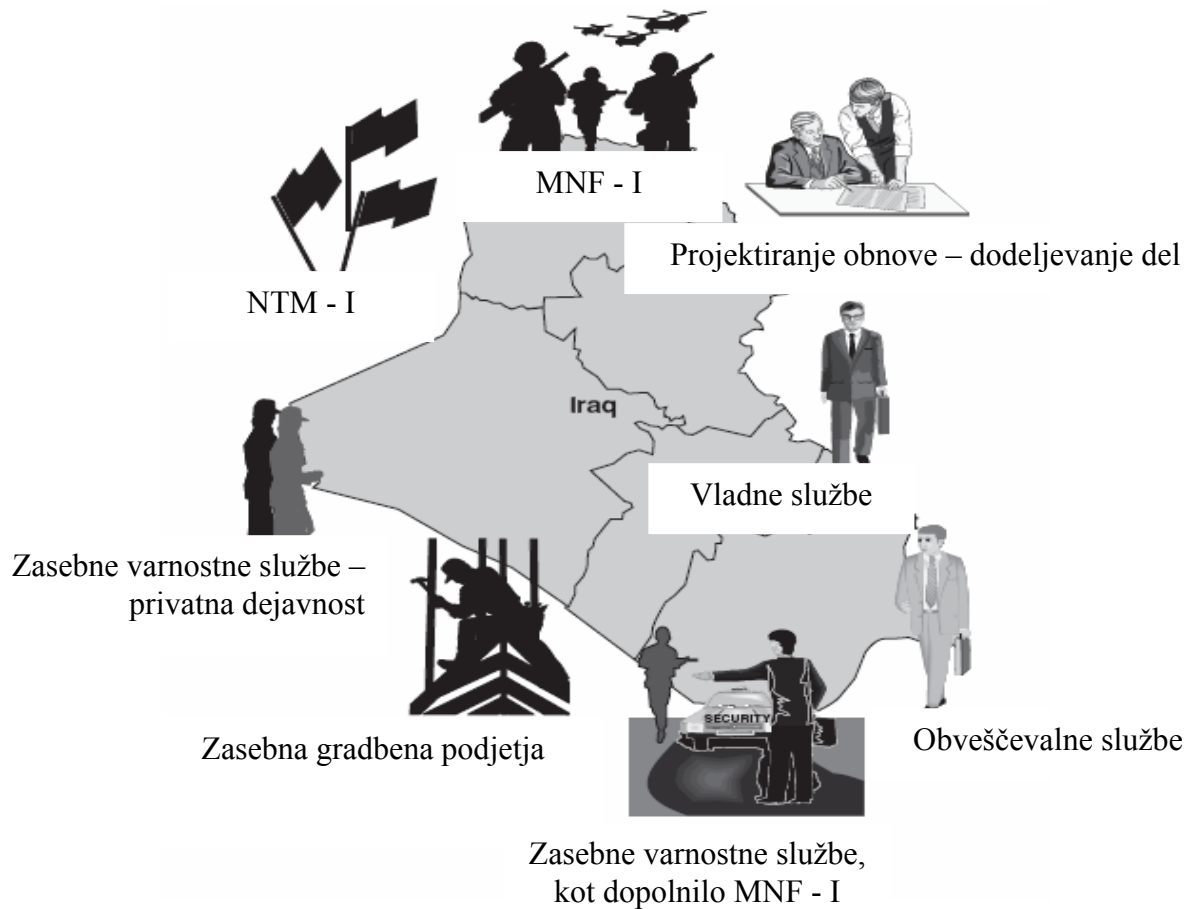 MNF - I
Projektiranje obnove – dodeljevanje del
NTM - I
Iraq
Vladne službe
t
Zasebne varnostne službe –
privatna dejavnost
SECURITY
Zasebna gradbena podjetja
Obveščevalne službe
Zasebne varnostne službe,
kot dopolnilo MNF - I